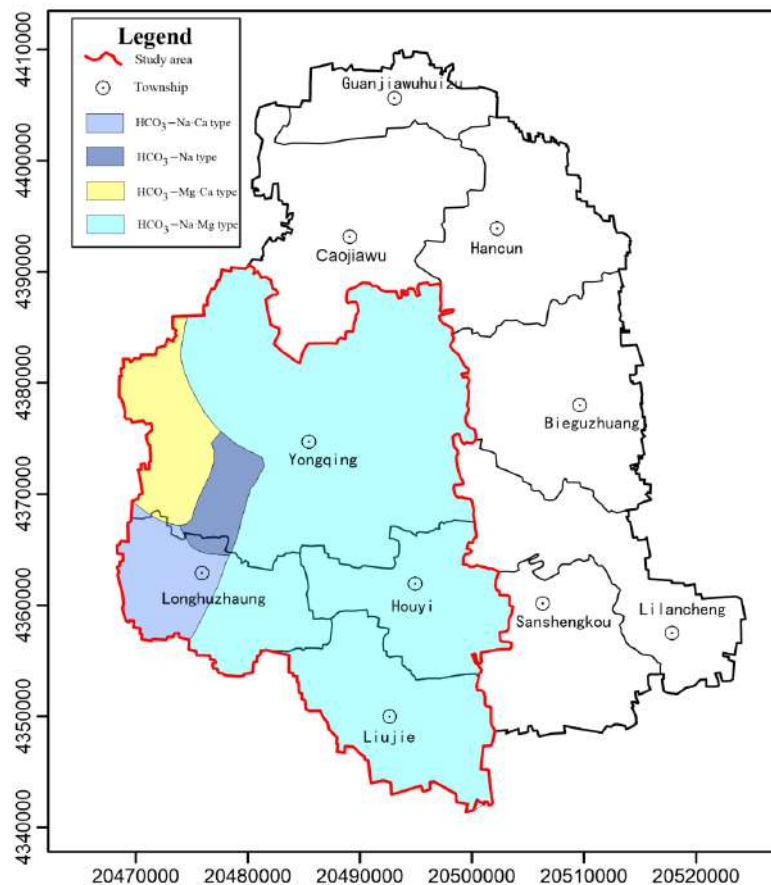 Legend
Study area
Township
HCO₃−Na·Ca type
HCO₃−Na type
HCO₃−Mg·Ca type
HCO₃−Na·Mg type
Guanjiawuhuizu
Caojiawu
Hancun
Bieguzhuang
Yongqing
Longhuzhaung
Houyi
Sanshengkou
Lilancheng
Liujie
4410000
4400000
4390000
4380000
4370000
4360000
4350000
4340000
20470000 20480000 20490000 20500000 20510000 20520000